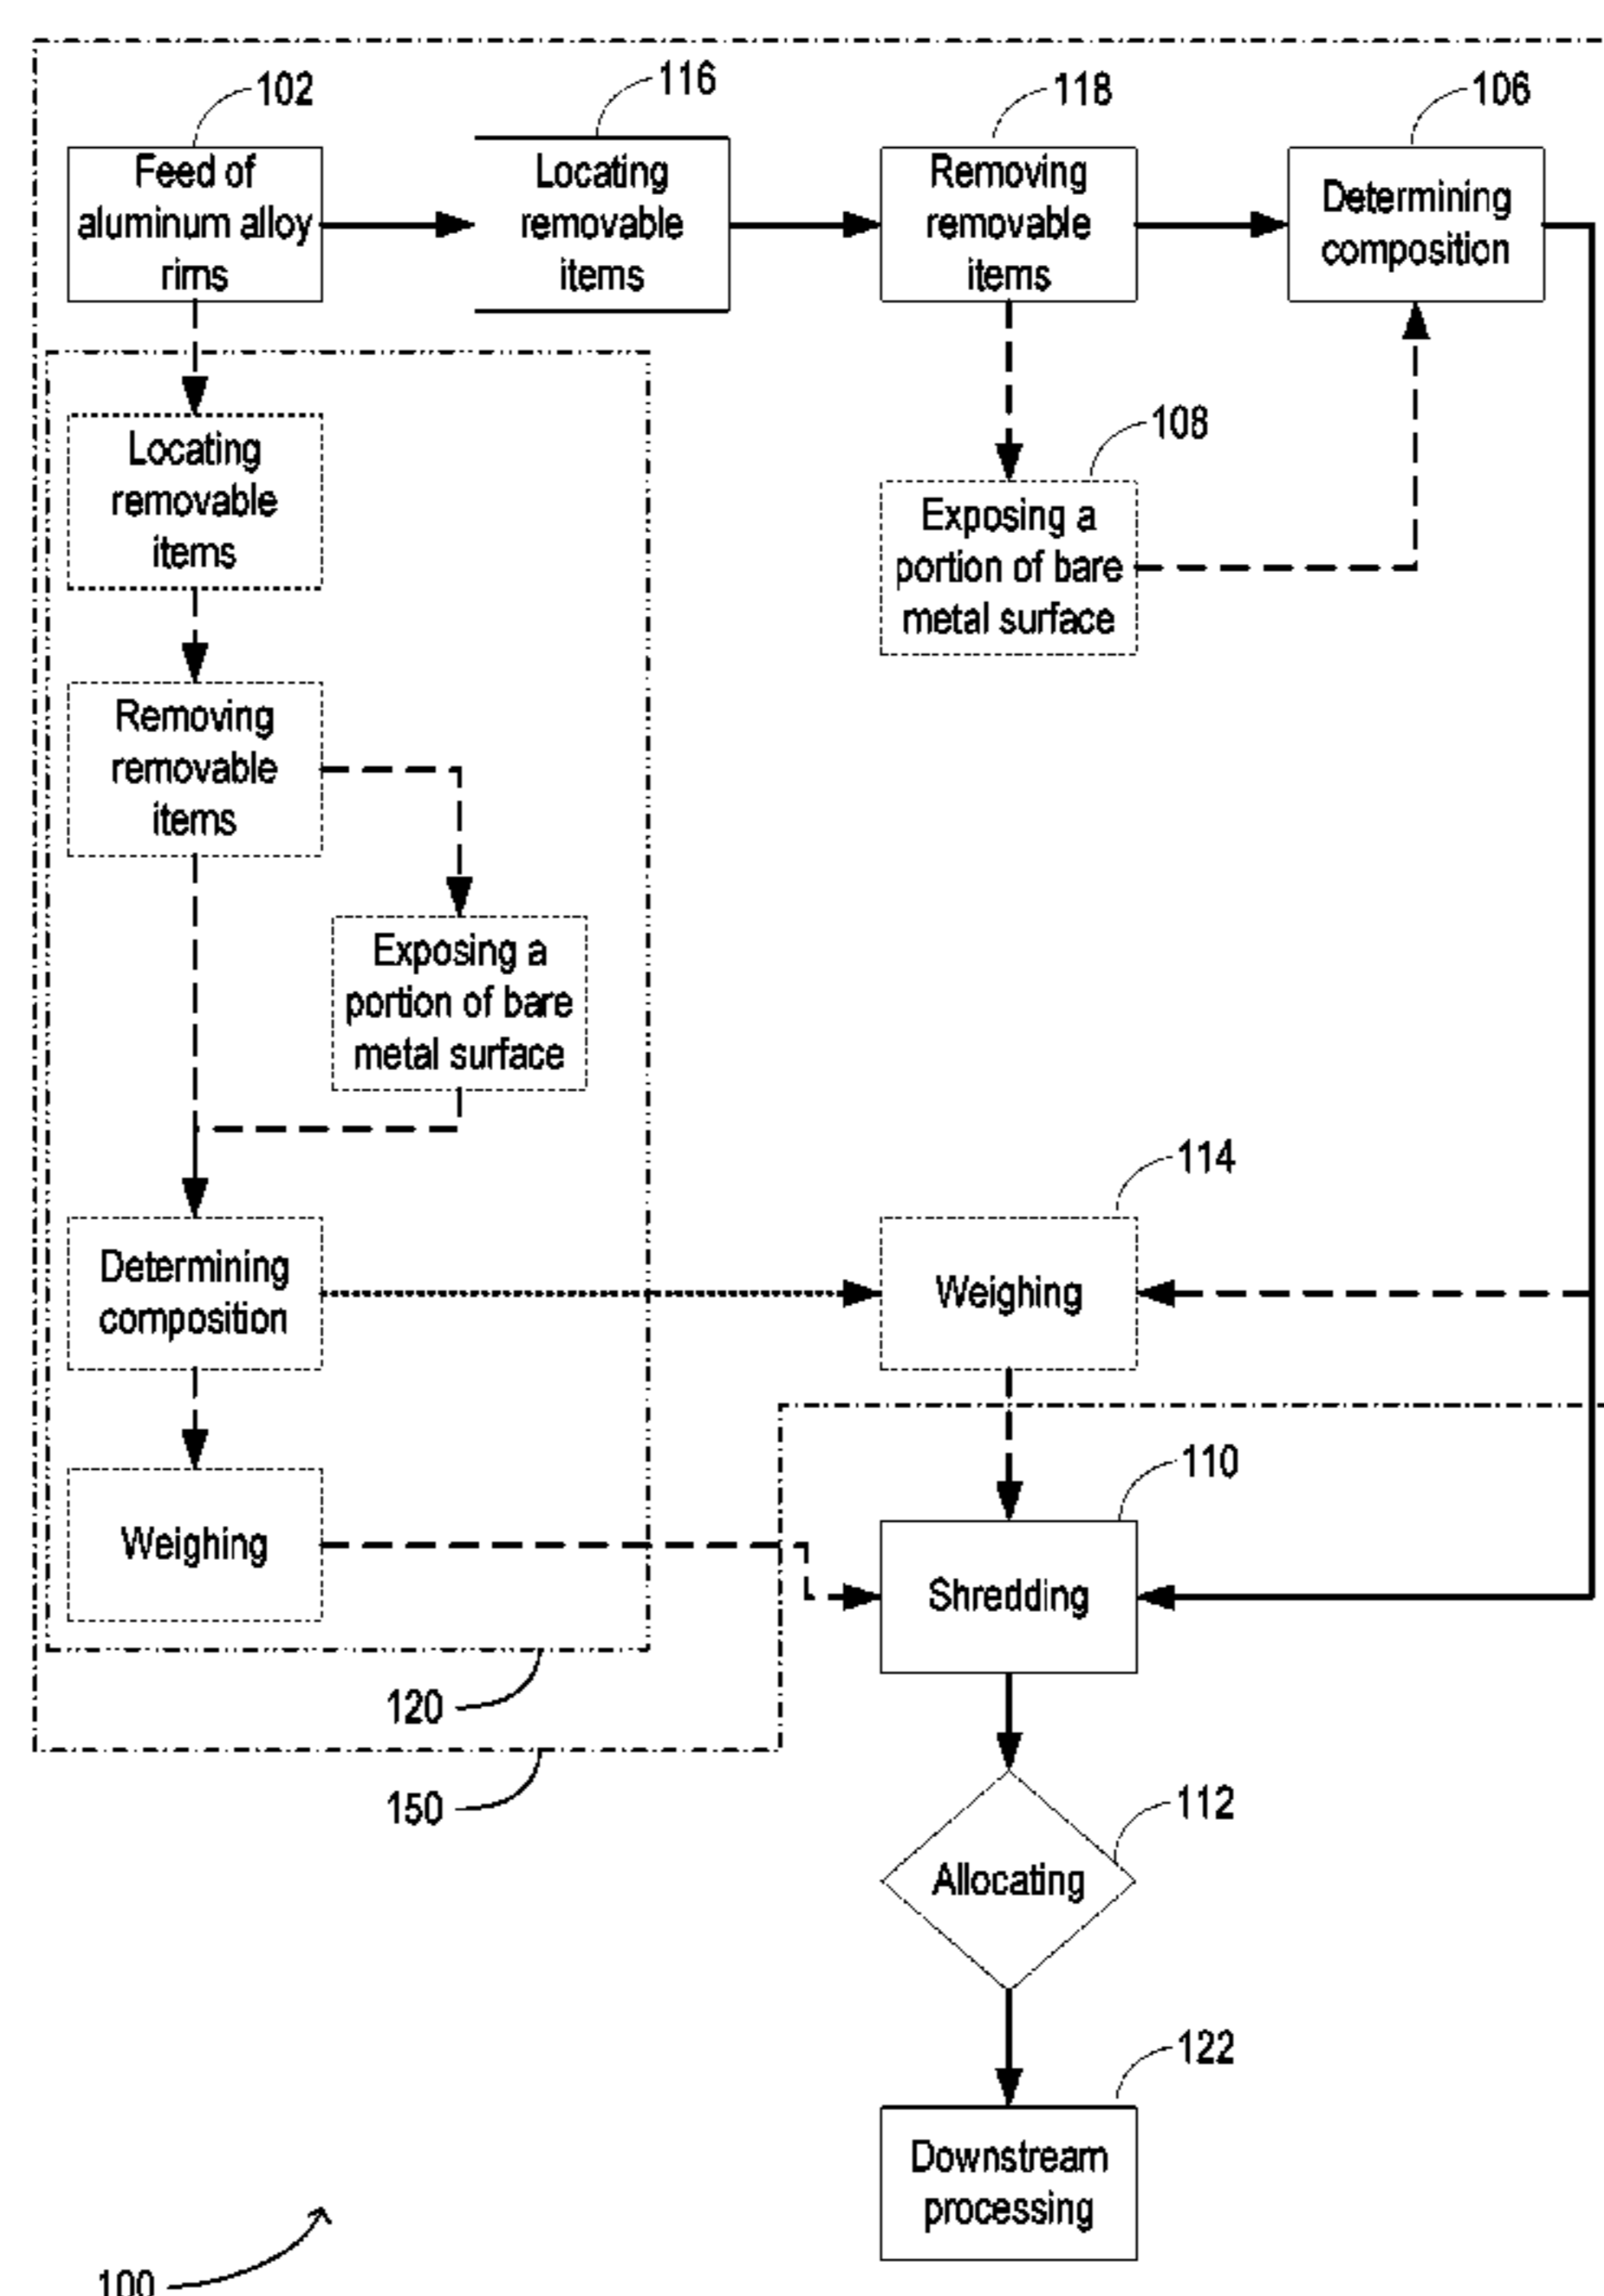 102
116
118
106
Feed of
aluminum alloy
rims
Locating
removable
items
Removing
removable
items
Determining
composition
108
Locating
removable
items
Exposing a
portion of bare
metal surface
Removing
removable
items
Exposing a
portion of bare
metal surface
114
Determining
composition
Weighing
110
Weighing
Shredding
120
150
112
Allocating
122
Downstream
processing
100